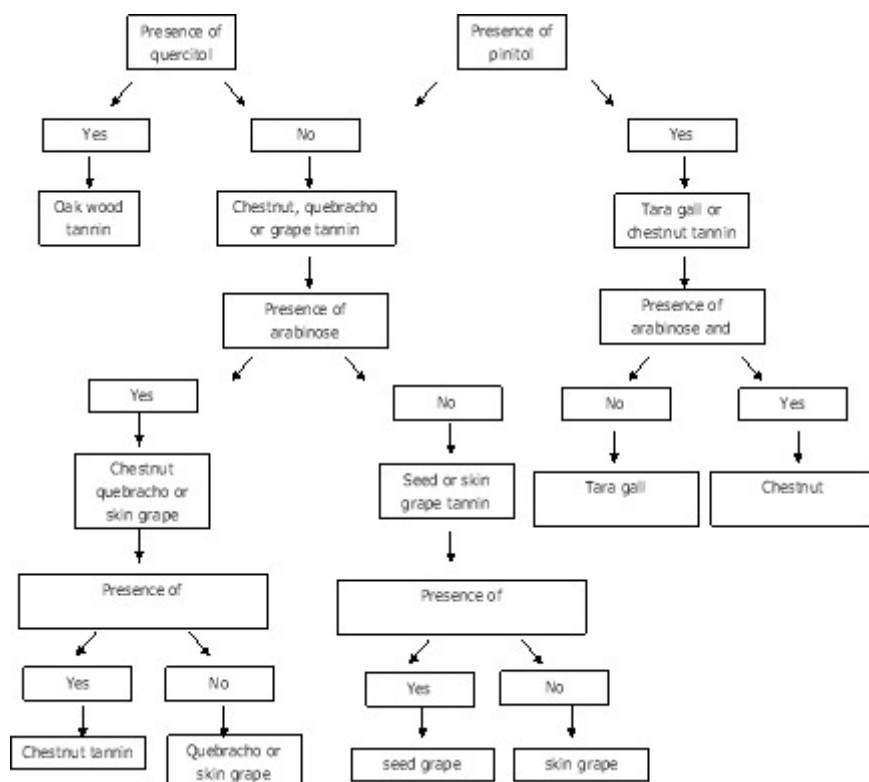 Presence of
quercitol
Presence of
pinitol
Yes
No
Yes
Oak wood
tannin
Chestnut, quebracho
or grape tannin
Tara gall or
chestnut tannin
Presence of
arabinose
Presence of
arabinose and
Yes
No
No
Yes
Chestnut
quebracho or
skin grape
Seed or skin
grape tannin
Tara gall
Chestnut
Presence of
Presence of
Yes
No
Yes
No
Chestnut tannin
Quebracho or
skin grape
seed grape
skin grape